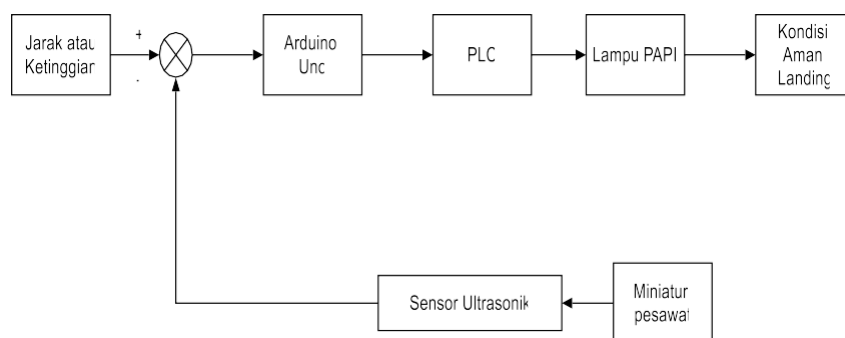 Jarak atau
Ketinggian
+
-
Arduino
Uno
PLC
Lampu PAPI
Kondisi
Aman
Landing
Sensor Ultrasonik
Miniatur
pesawat